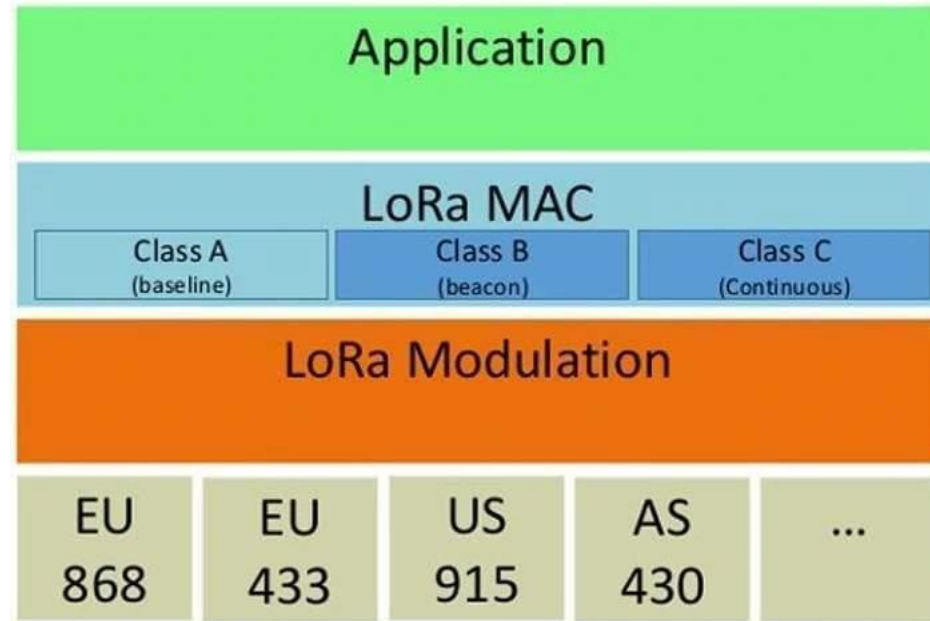 Application
LoRa MAC
Class A
(baseline)
Class B
(beacon)
Class C
(Continuous)
LoRa Modulation
EU
868
EU
433
US
915
AS
430
...